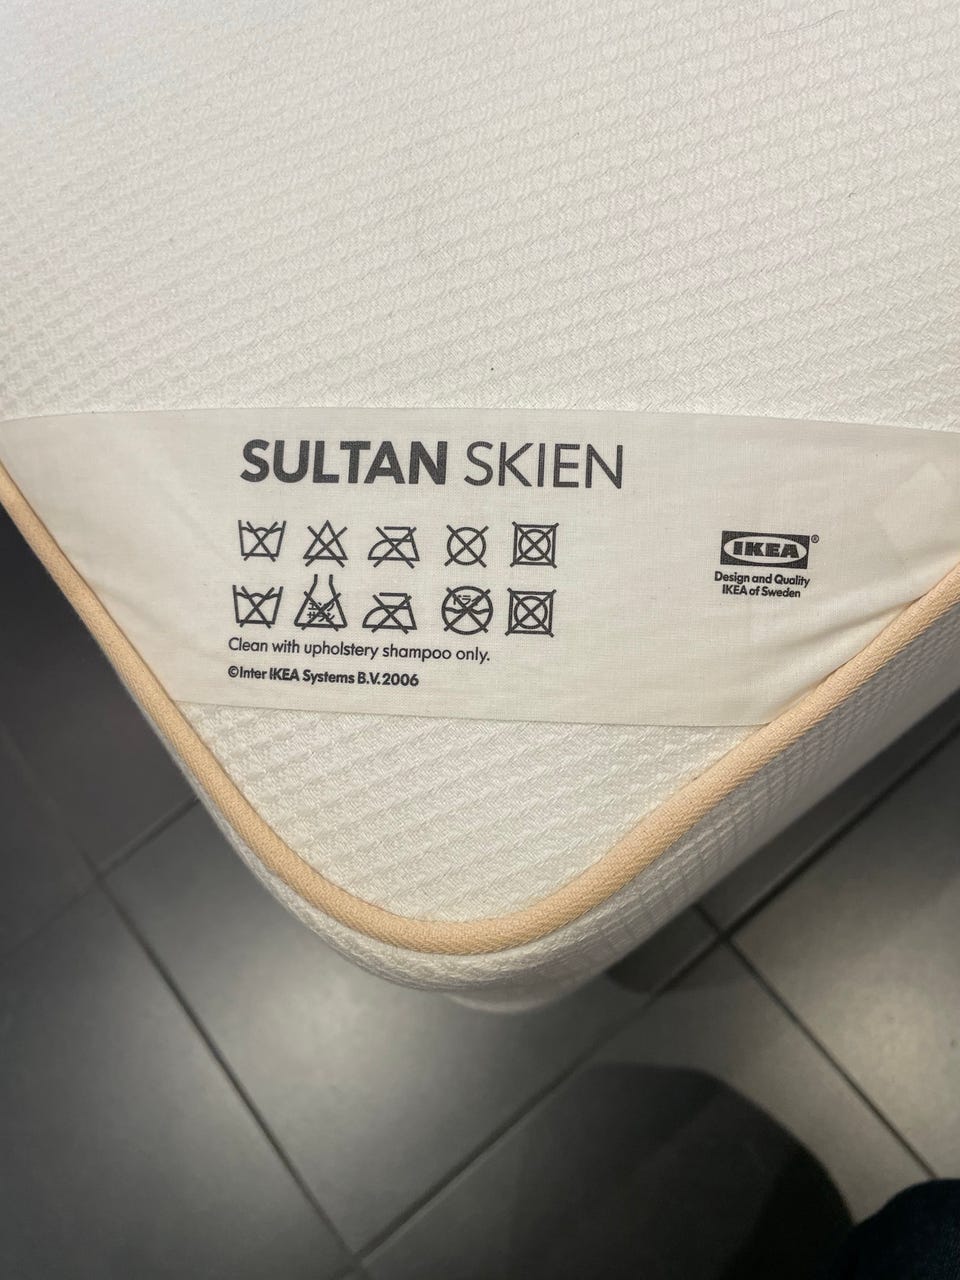 SULTAN SKIEN
IKEA®
Design and Quality
IKEA of Sweden
Clean with upholstery shampoo only.
©Inter IKEA Systems B.V. 2006